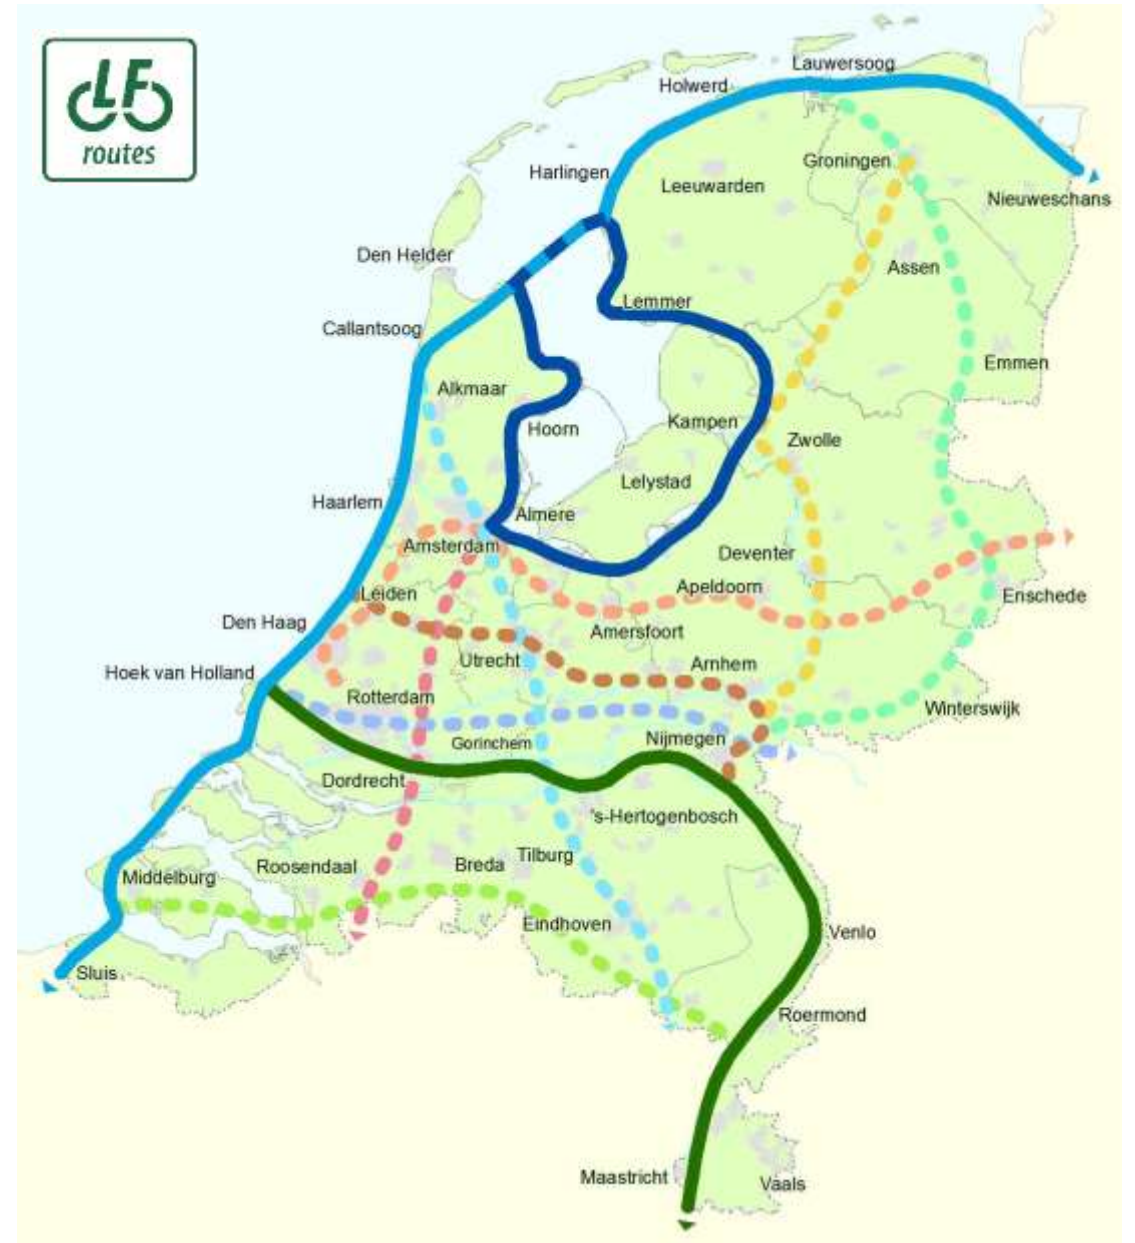 LF
routes
Lauwersoog
Holwerd
Groningen
Harlingen
Leeuwarden
Nieuweschans
Den Helder
Assen
Lemmer
Callantsoog
Emmen
Alkmaar
Kampen
Hoorn
Zwolle
Lelystad
Haarlem
Almere
Amsterdam
Deventer
Apeldoorn
Leiden
Enschede
Den Haag
Amersfoort
Utrecht
Arnhem
Hoek van Holland
Rotterdam
Winterswijk
Gorinchem
Nijmegen
Dordrecht
's-Hertogenbosch
Tilburg
Breda
Roosendaal
Middelburg
Eindhoven
Venlo
Sluis
Roermond
Maastricht
Vaals